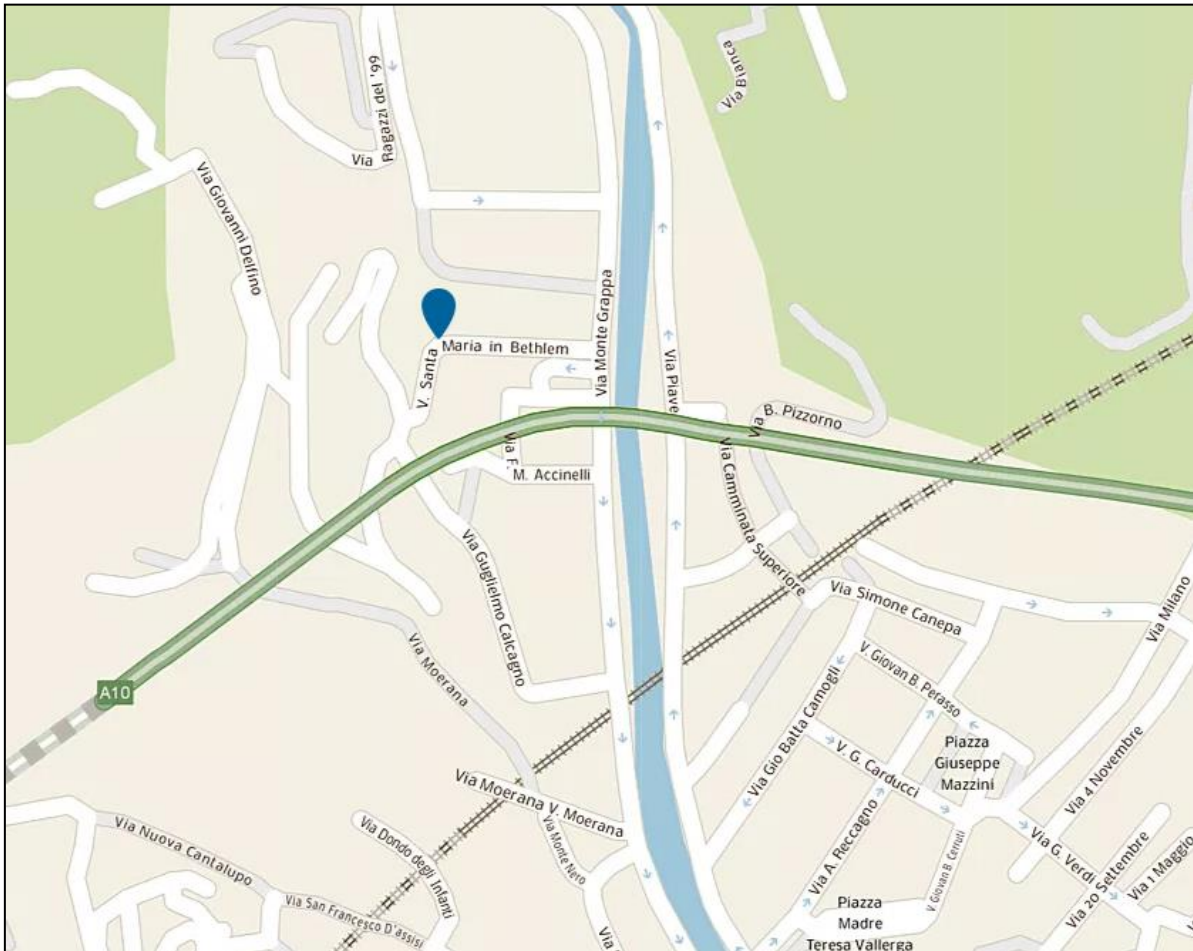 Via Bianca
Via Ragazzi del '99
Via Giovanni Delfino
Via Monte Grappa
V. Santa Maria in Bethlem
Via Piave
Via B. Pizzorno
Via F. M. Accinelli
Via Camminata Superiore
Via Guglielmo Calcagno
Via Simone Canepa
Via Milano
Via Moerana
V. Giovan B. Perasso
Via Gio Batta Camogli
A10
Piazza
Giuseppe
Mazzini
V. G. Carducci
Via 4 Novembre
Via Moerana V. Moerana
Via Monte Nero
Via Nuova Cantalupo
Via Dondo degli Infanti
Via A. Reccagno
V. Giovan B. Cerruti
Via G. Verdi
Via 20 Settembre
Via 1 Maggio
Via San Francesco D'assisi
Piazza
Madre
Teresa Vallerga